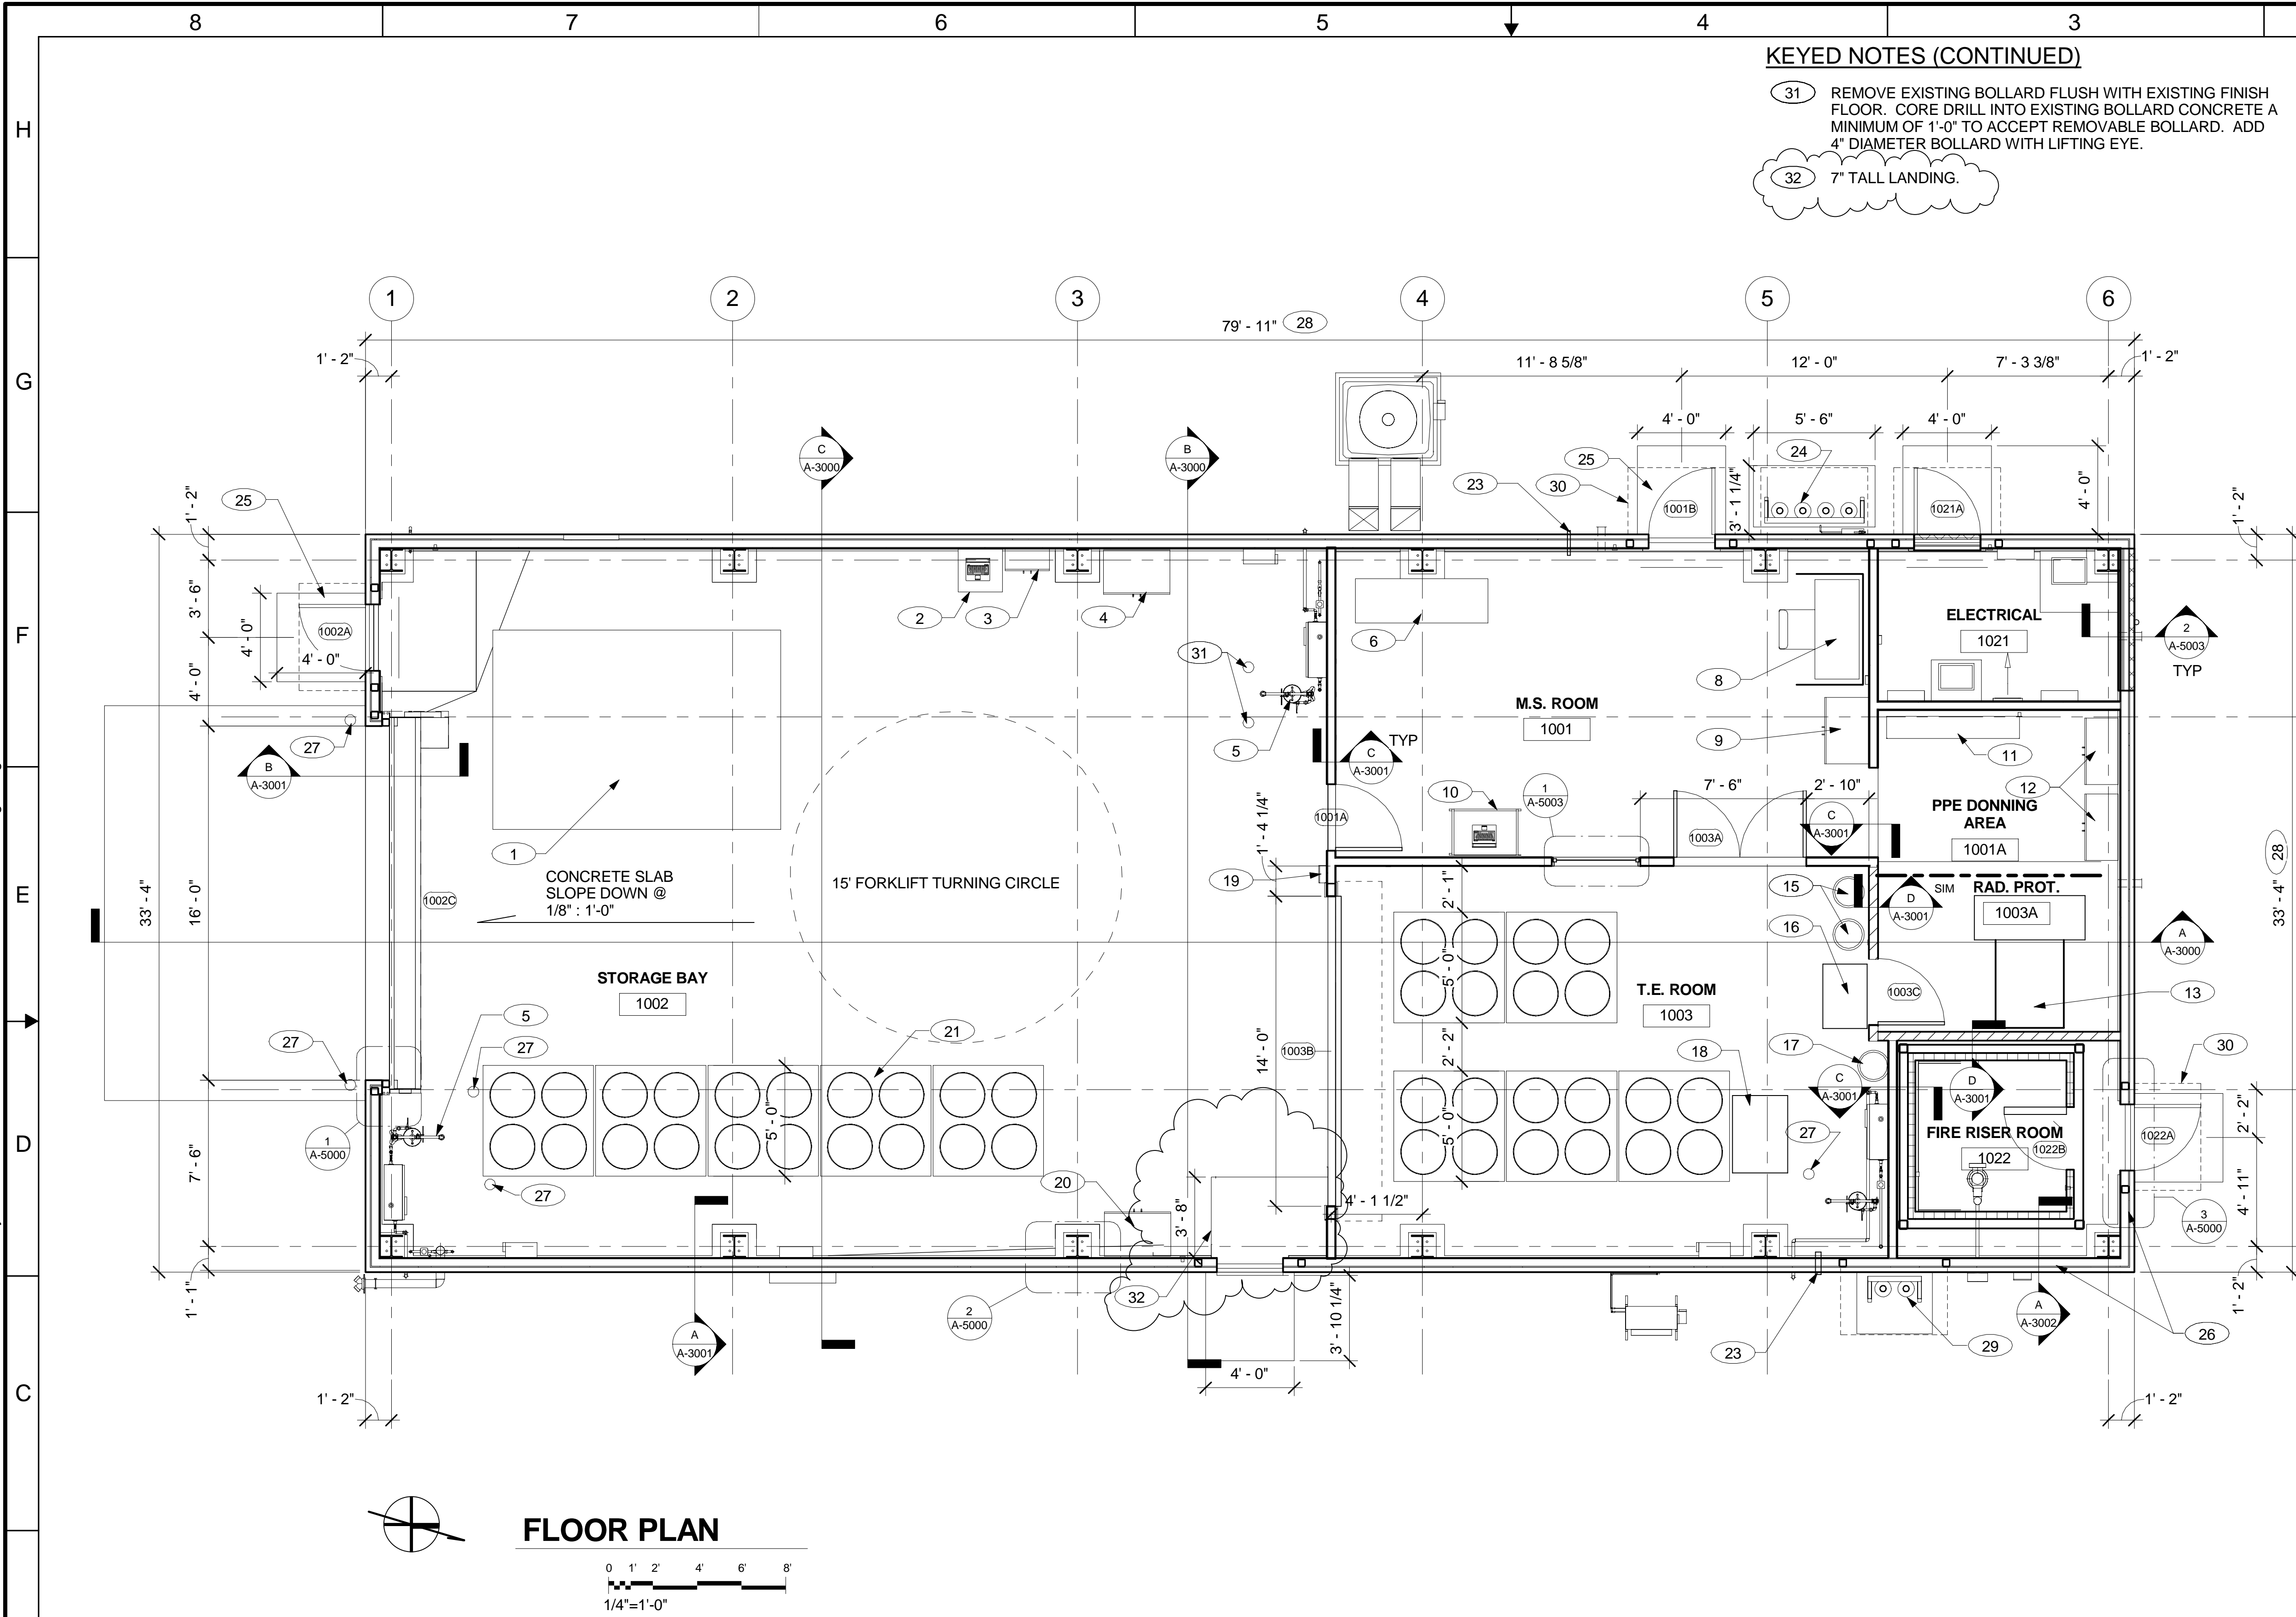 8 7 6 5 4 3
KEYED NOTES (CONTINUED)
31 REMOVE EXISTING BOLLARD FLUSH WITH EXISTING FINISH
FLOOR. CORE DRILL INTO EXISTING BOLLARD CONCRETE A
MINIMUM OF 1'-0" TO ACCEPT REMOVABLE BOLLARD. ADD
4" DIAMETER BOLLARD WITH LIFTING EYE.
32 7" TALL LANDING.
H
G
F
E
D
C
1 2 3 4 5 6
79' - 11" 28
1' - 2"
11' - 8 5/8" 12' - 0" 7' - 3 3/8" 1' - 2"
4' - 0" 5' - 6" 4' - 0"
C
A-3000
B
A-3000
25
24
30
23
1001B
3' - 1 1/4"
1021A
4' - 0"
1' - 2"
25
1' - 2"
3' - 6"
4' - 0"
4' - 0"
4' - 0"
1002A
2
3
4
6
31
5
8
9
ELECTRICAL
1021
2
A-5003
TYP
M.S. ROOM
1001
27
B
A-3001
C
A-3001
TYP
11
12
10
1
A-5003
7' - 6" 2' - 10"
1001A
1003A
C
A-3001
PPE DONNING
AREA
1001A
1
CONCRETE SLAB
SLOPE DOWN @
1/8" : 1'-0"
15' FORKLIFT TURNING CIRCLE
1' - 4 1/4"
19
33' - 4"
16' - 0"
1002C
2' - 1"
15
D
A-3001
SIM
RAD. PROT.
1003A
28
33' - 4"
16
A
A-3000
STORAGE BAY
1002
5' - 0"
T.E. ROOM
1003
1003C
13
5
27
27
21
14' - 0"
1003B
2' - 2"
18
17
30
C
A-3001
D
A-3001
5' - 0"
5' - 0"
27
1
A-5000
7' - 6"
FIRE RISER ROOM
1022
1022B
1022A
2' - 2"
27
20
3' - 8"
4' - 1 1/2"
3
A-5000
4' - 11"
1' - 1"
32
2
A-5000
A
A-3001
3' - 10 1/4"
4' - 0"
23
29
A
A-3002
26
1' - 2"
1' - 2"
1' - 2"
FLOOR PLAN
0 1' 2' 4' 6' 8'
1/4"=1'-0"